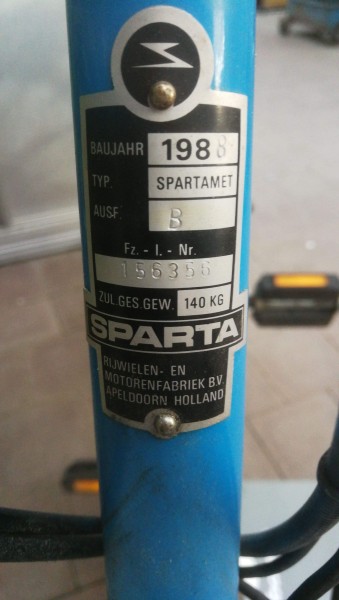 BAUJAHR 1988
TYP. SPARTAMET
AUSF. B
Fz. - I. - Nr.
156356
ZUL.GES.GEW. 140 KG
SPARTA
RIJWIELEN- EN
MOTORENFABRIEK B.V.
APELDOORN HOLLAND